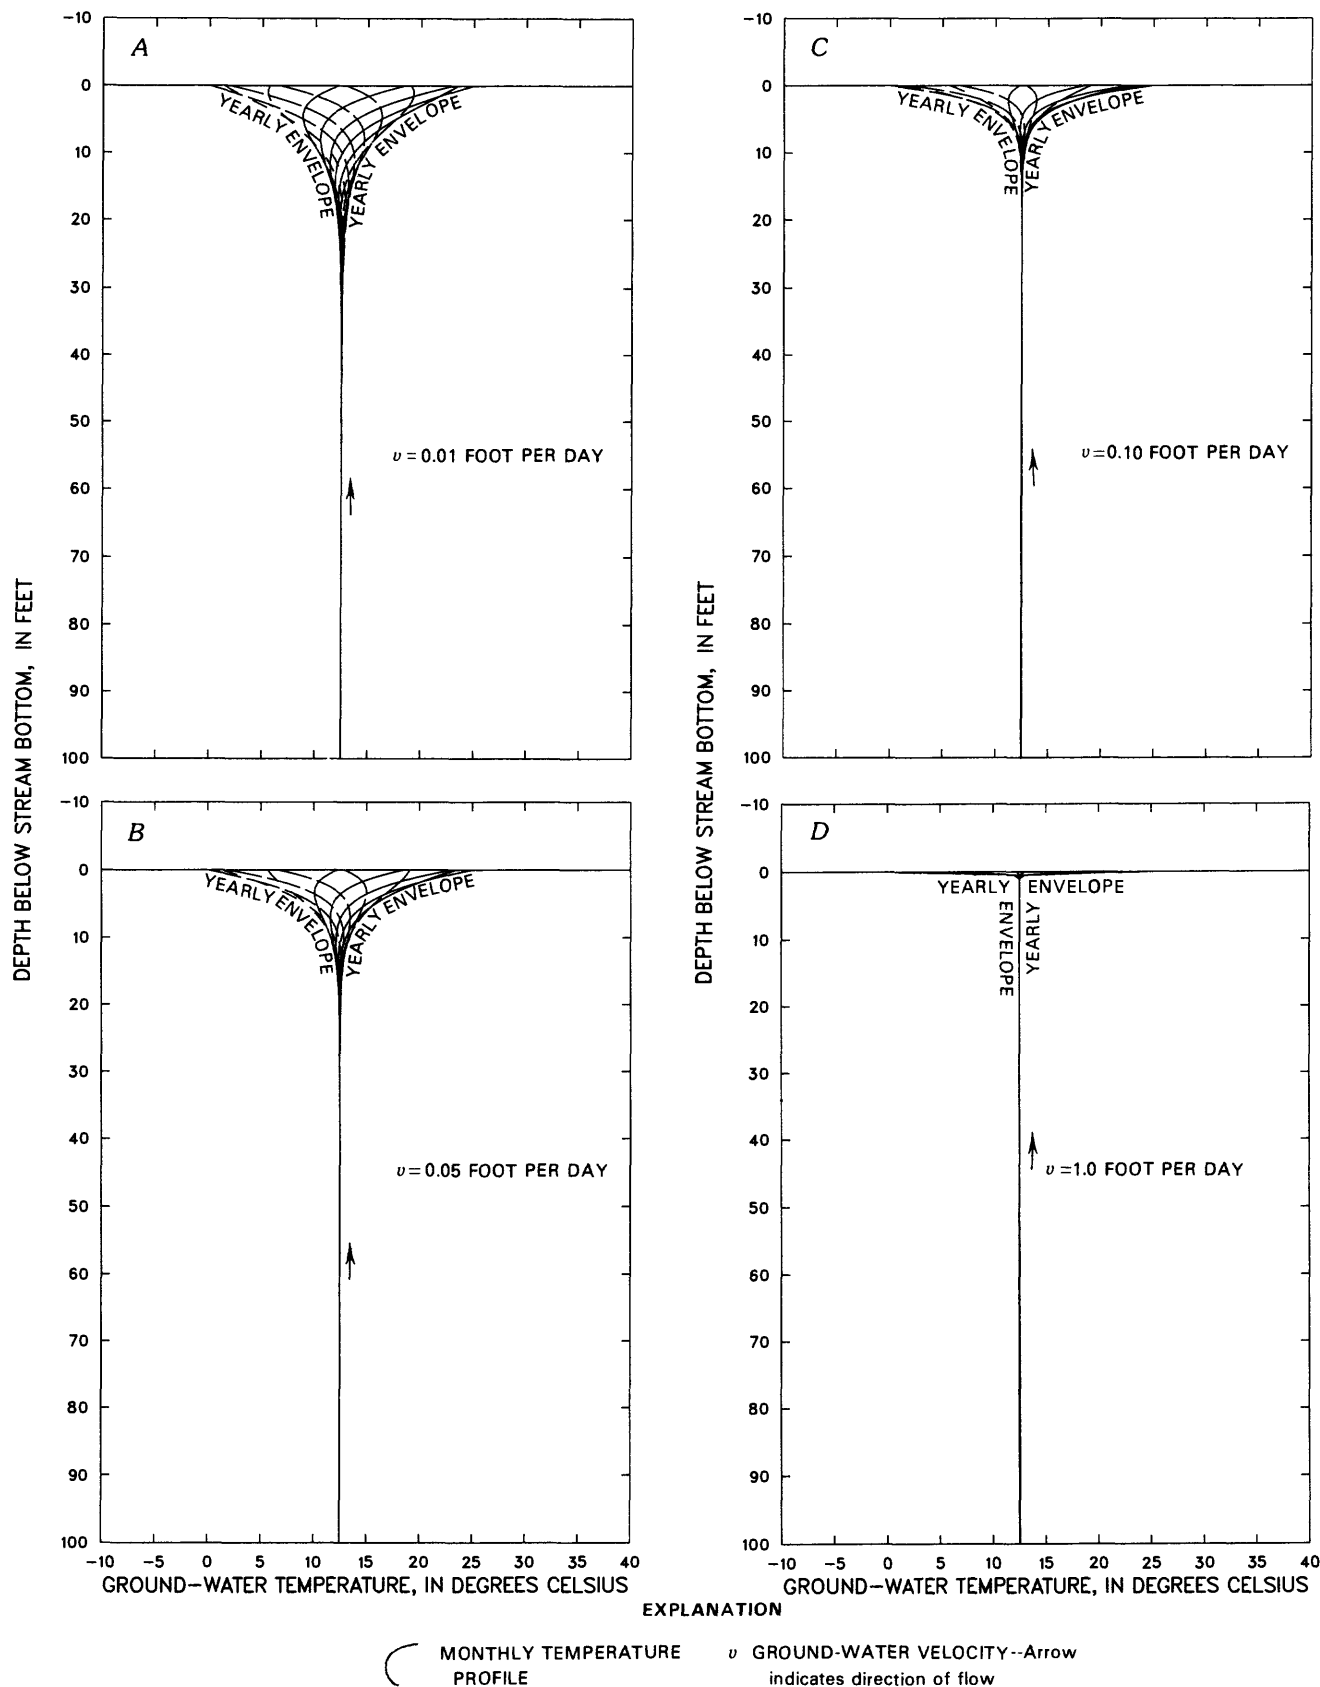 A
-10
0
10
20
30
40
50
60
70
80
90
100
YEARLY ENVELOPE
YEARLY ENVELOPE
v = 0.01 FOOT PER DAY
C
-10
0
10
20
30
40
50
60
70
80
90
100
YEARLY ENVELOPE
YEARLY ENVELOPE
v=0.10 FOOT PER DAY
DEPTH BELOW STREAM BOTTOM, IN FEET
DEPTH BELOW STREAM BOTTOM, IN FEET
B
-10
0
10
20
30
40
50
60
70
80
90
100
YEARLY ENVELOPE
YEARLY ENVELOPE
v=0.05 FOOT PER DAY
-10 -5 0 5 10 15 20 25 30 35 40
GROUND-WATER TEMPERATURE, IN DEGREES CELSIUS
D
-10
0
10
20
30
40
50
60
70
80
90
100
YEARLY ENVELOPE
ENVELOPE
YEARLY
v =1.0 FOOT PER DAY
-10 -5 0 5 10 15 20 25 30 35 40
GROUND-WATER TEMPERATURE, IN DEGREES CELSIUS
EXPLANATION
MONTHLY TEMPERATURE
PROFILE
v GROUND-WATER VELOCITY--Arrow
indicates direction of flow